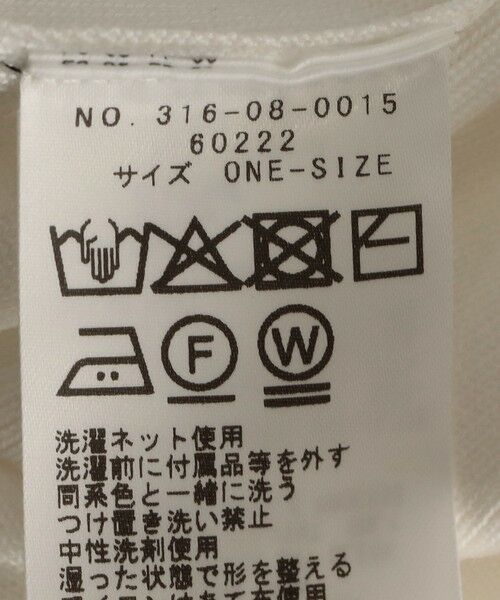 NO. 316-08-0015
60222
サイズ ONE-SIZE
F W
洗濯ネット使用
洗濯前に付属品等を外す
同系色と一緒に洗う
つけ置き洗い禁止
中性洗剤使用
湿った状態で形を整える